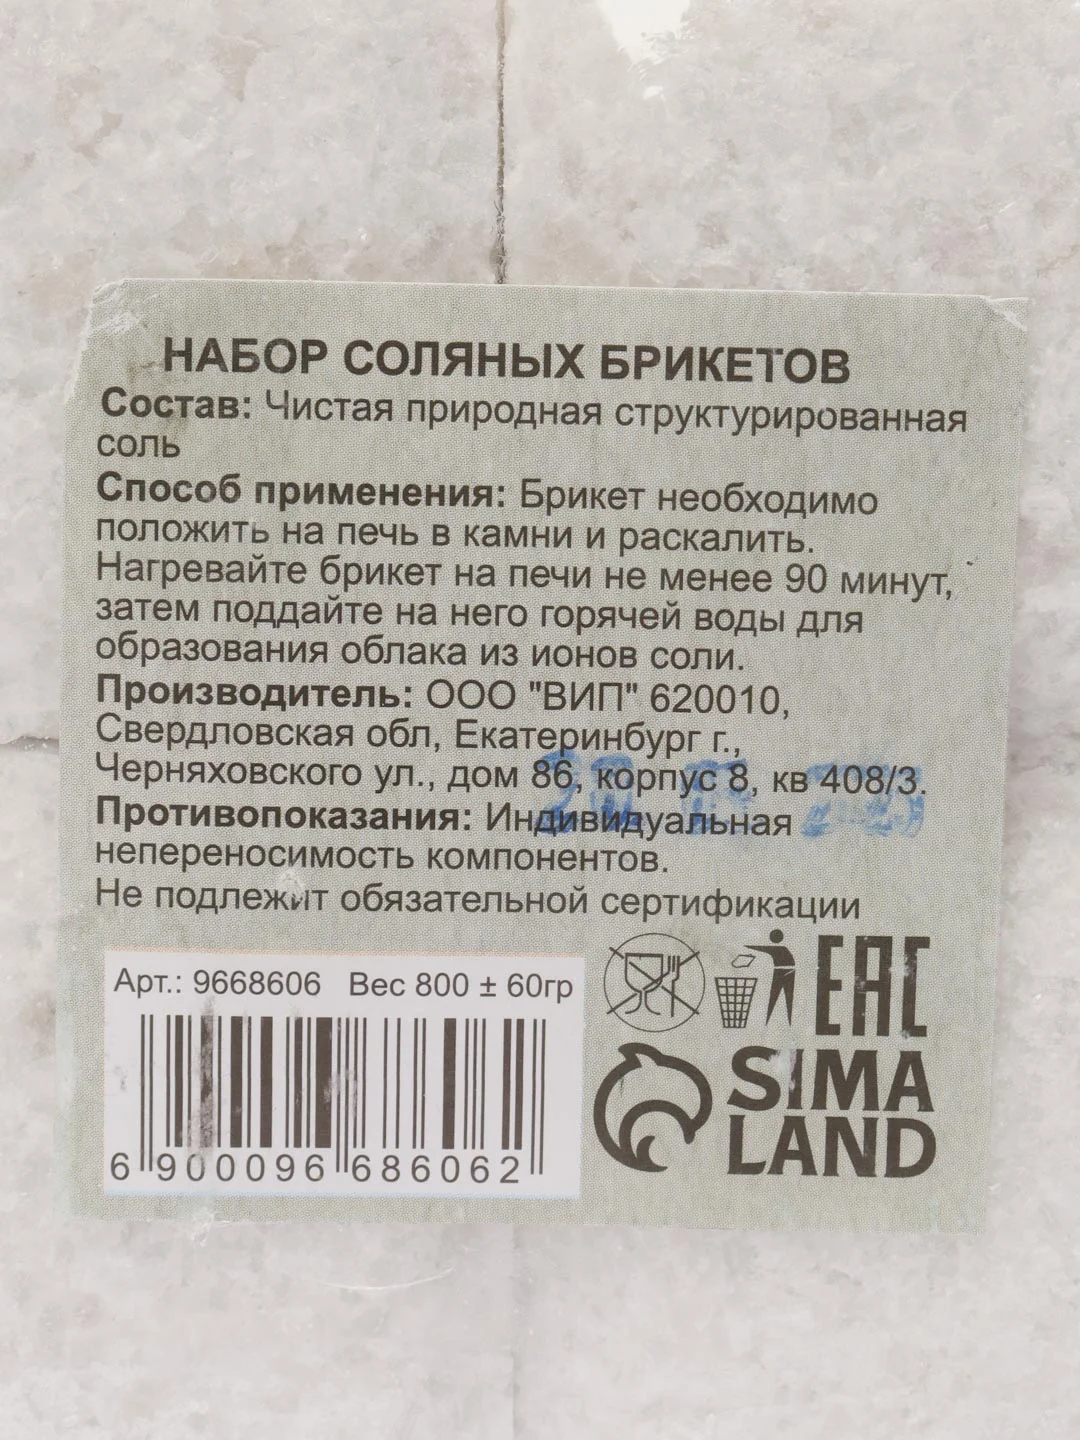 НАБОР СОЛЯНЫХ БРИКЕТОВ
Состав: Чистая природная структурированная
соль
Способ применения: Брикет необходимо
положить на печь в камни и раскалить.
Нагревайте брикет на печи не менее 90 минут,
затем поддайте на него горячей воды для
образования облака из ионов соли.
Производитель: ООО "ВИП" 620010,
Свердловская обл, Екатеринбург г.,
Черняховского ул., дом 86, корпус 8, кв 408/3.
Противопоказания: Индивидуальная
непереносимость компонентов.
Не подлежит обязательной сертификации
Арт.: 9668606 Вес 800 ± 60гр
6 900096 686062
EAC
SIMA
LAND